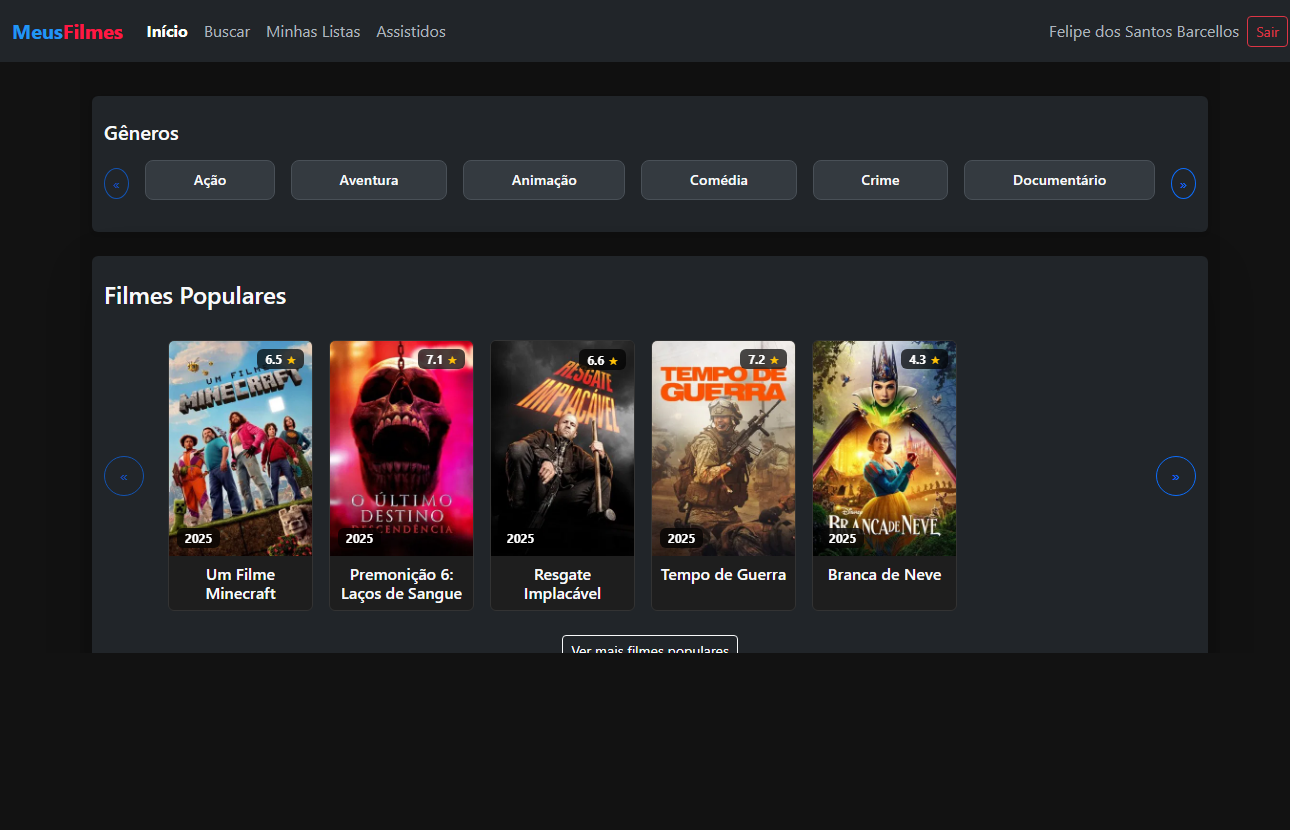 MeusFilmes Início Buscar Minhas Listas Assistidos Felipe dos Santos Barcellos Sair
Gêneros
« Ação Aventura Animação Comédia Crime Documentário »
Filmes Populares
6.5 ★ 7.1 ★ 6.6 ★ 7.2 ★ 4.3 ★
UM FILME
MINECRAFT
2025
Um Filme
Minecraft
O ÚLTIMO
DESTINO
DESCENDÊNCIA
2025
Premonição 6:
Laços de Sangue
RESGATE
IMPLACÁVEL
2025
Resgate
Implacável
TEMPO DE
GUERRA
2025
Tempo de Guerra
Disney
BRANCA DE NEVE
2025
Branca de Neve
« »
Ver mais filmes populares